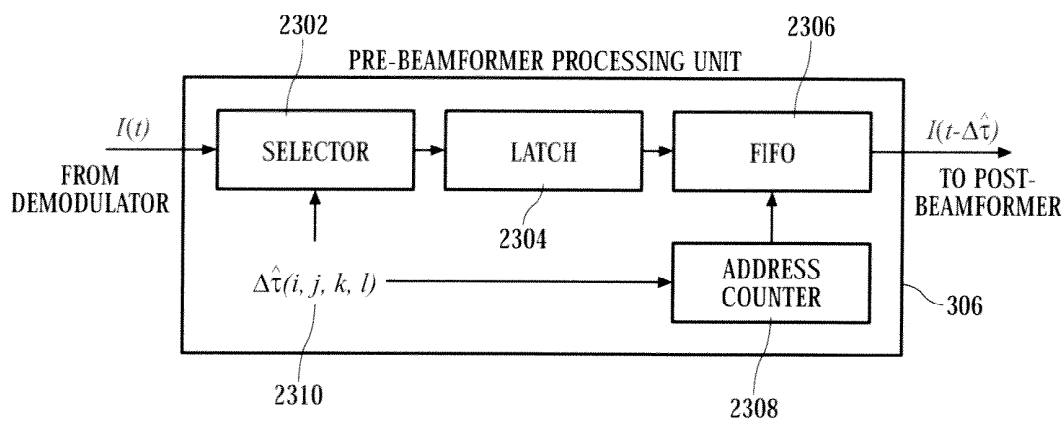 2302
2306
PRE-BEAMFORMER PROCESSING UNIT
I(t)
SELECTOR
LATCH
FIFO
I(t-Δτ̂)
FROM
DEMODULATOR
TO POST-
BEAMFORMER
2304
Δτ̂(i, j, k, l)
ADDRESS
COUNTER
306
2310
2308